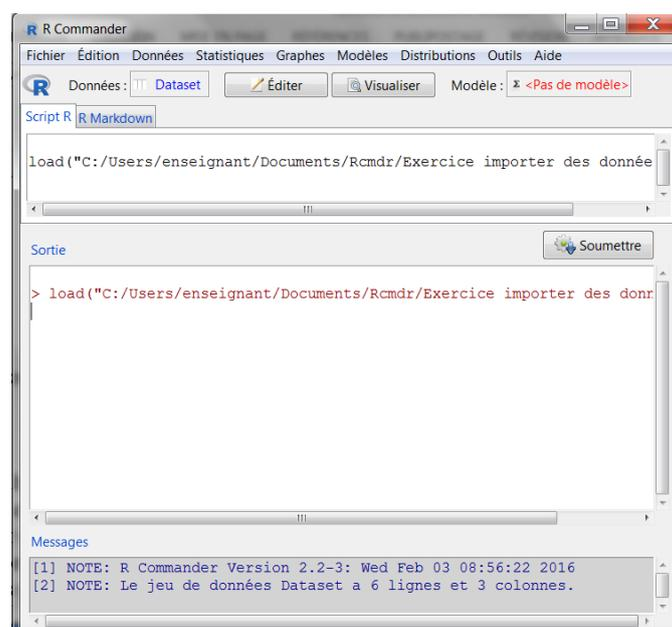 R Commander
Fichier Édition Données Statistiques Graphes Modèles Distributions Outils Aide
Données : Dataset Éditer Visualiser Modèle : Σ <Pas de modèle>
Script R R Markdown
load("C:/Users/enseignant/Documents/Rcmdr/Exercice importer des donnée
Sortie
Soumettre
> load("C:/Users/enseignant/Documents/Rcmdr/Exercice importer des donn
Messages
[1] NOTE: R Commander Version 2.2-3: Wed Feb 03 08:56:22 2016
[2] NOTE: Le jeu de données Dataset a 6 lignes et 3 colonnes.